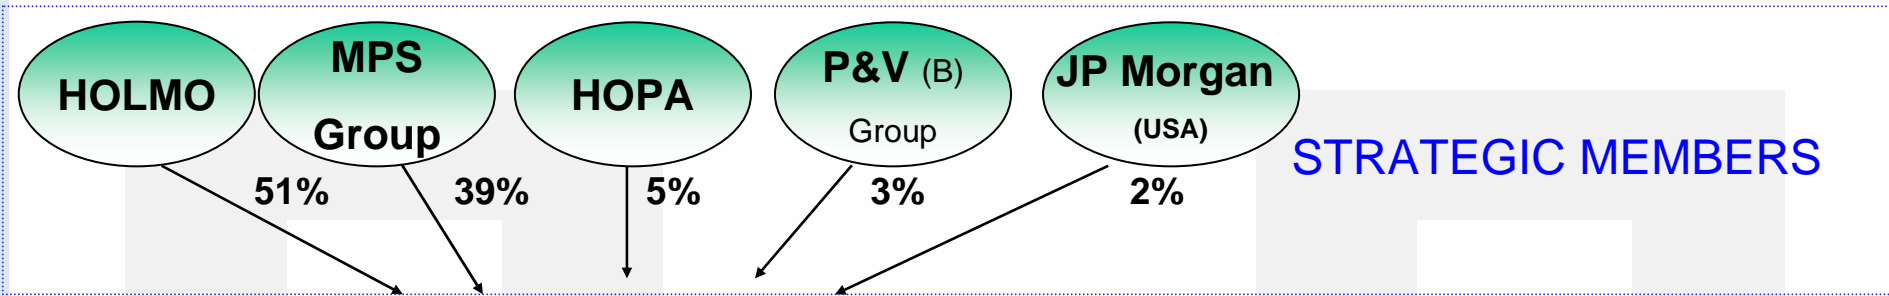 HOLMO
MPS
Group
HOPA
P&V (B)
Group
JP Morgan
(USA)
STRATEGIC MEMBERS
51%
39%
5%
3%
2%